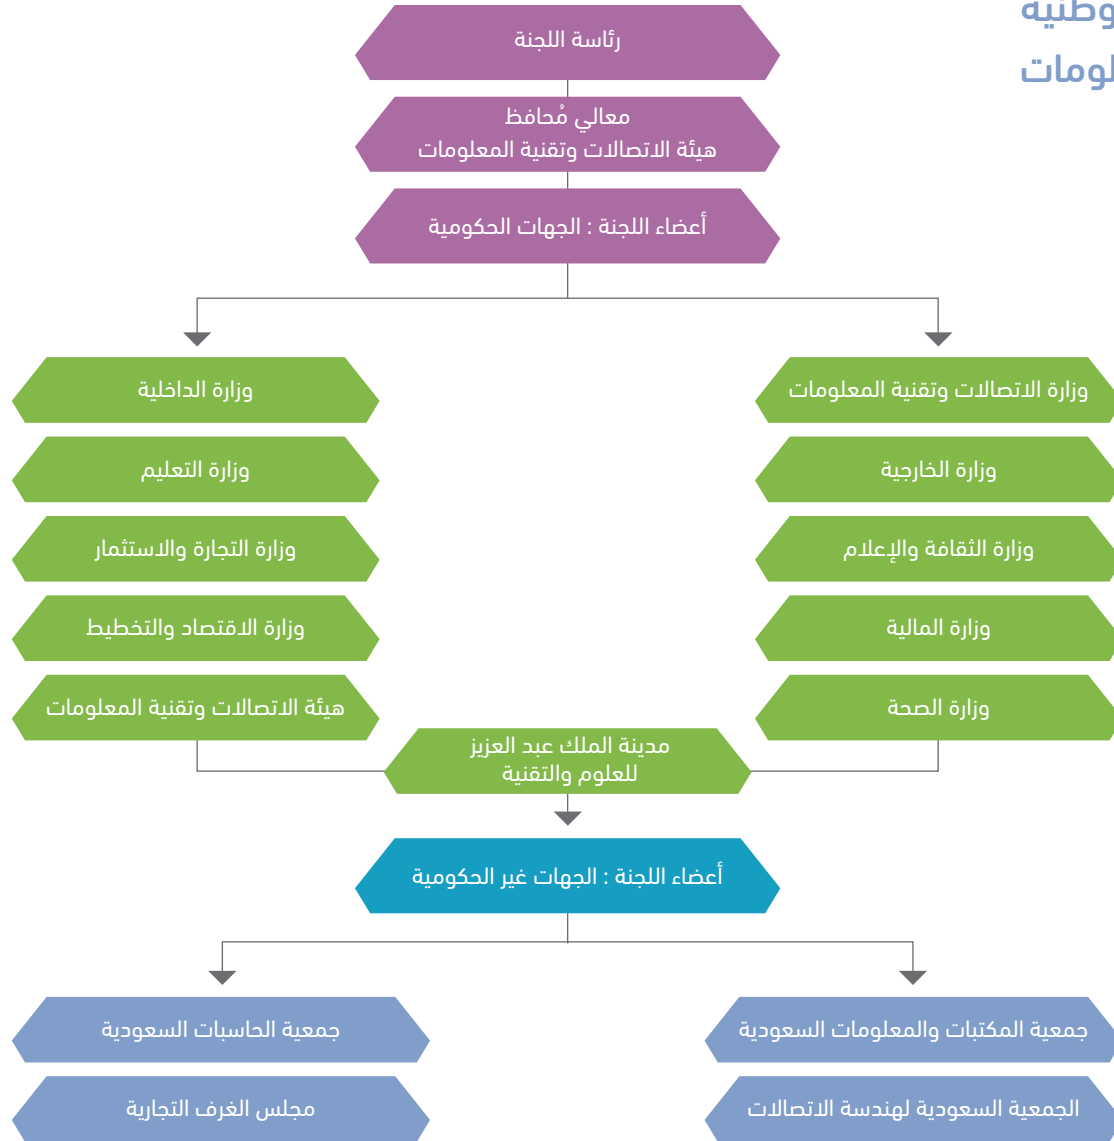 رئاسة اللجنة
معالي مُحافظ
هيئة الاتصالات وتقنية المعلومات
أعضاء اللجنة : الجهات الحكومية
وزارة الاتصالات وتقنية المعلومات
وزارة الداخلية
وزارة الخارجية
وزارة التعليم
وزارة الثقافة والإعلام
وزارة التجارة والاستثمار
وزارة المالية
وزارة الاقتصاد والتخطيط
وزارة الصحة
هيئة الاتصالات وتقنية المعلومات
مدينة الملك عبد العزيز
للعلوم والتقنية
أعضاء اللجنة : الجهات غير الحكومية
جمعية المكتبات والمعلومات السعودية
جمعية الحاسبات السعودية
الجمعية السعودية لهندسة الاتصالات
مجلس الغرف التجارية